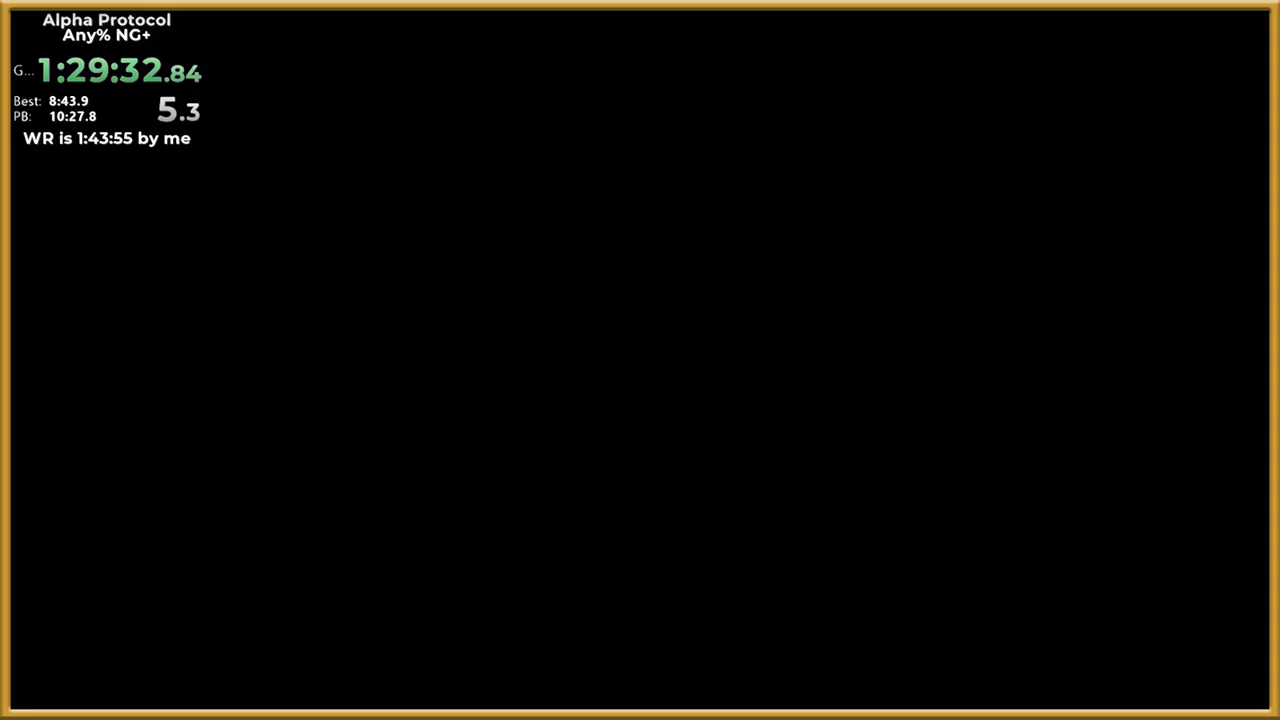 Alpha Protocol
Any% NG+
G... 1:29:32.84
Best: 8:43.9 5.3
PB: 10:27.8
WR is 1:43:55 by me